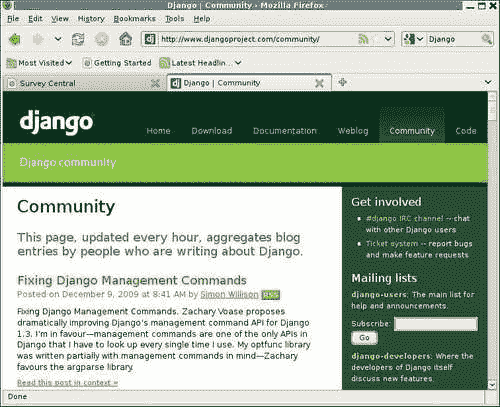 Django | Community - Mozilla Firefox
File Edit View History Bookmarks Tools Help
http://www.djangoproject.com/community/
Django
Most Visited Getting Started Latest Headlin...
Survey Central
Django | Community
django
Home Download Documentation Weblog Community Code
Django community
Community
This page, updated every hour, aggregates blog
entries by people who are writing about Django.
Fixing Django Management Commands
Posted on December 9, 2009 at 8:41 AM by Simon Willison RSS
Fixing Django Management Commands. Zachary Voase proposes
dramatically improving Django's management command API for Django
1.3. I'm in favour—management commands are one of the only APIs in
Django that I have to look up every single time I use. My optfunc library
was written partially with management commands in mind—Zachary
favours the argparse library.
Read this post in context »
Get involved
#django IRC channel -- chat
with other Django users
Ticket system -- report bugs
and make feature requests
Mailing lists
django-users: The main list for
help and announcements.
Subscribe:
Go
django-developers: Where the
developers of Django itself
discuss new features.
Done